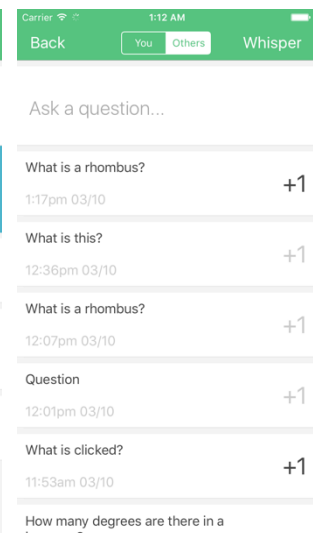 Carrier 1:12 AM
Back You Others Whisper
Ask a question...
What is a rhombus?
+1
1:17pm 03/10
What is this?
+1
12:36pm 03/10
What is a rhombus?
+1
12:07pm 03/10
Question
+1
12:01pm 03/10
What is clicked?
+1
11:53am 03/10
How many degrees are there in a